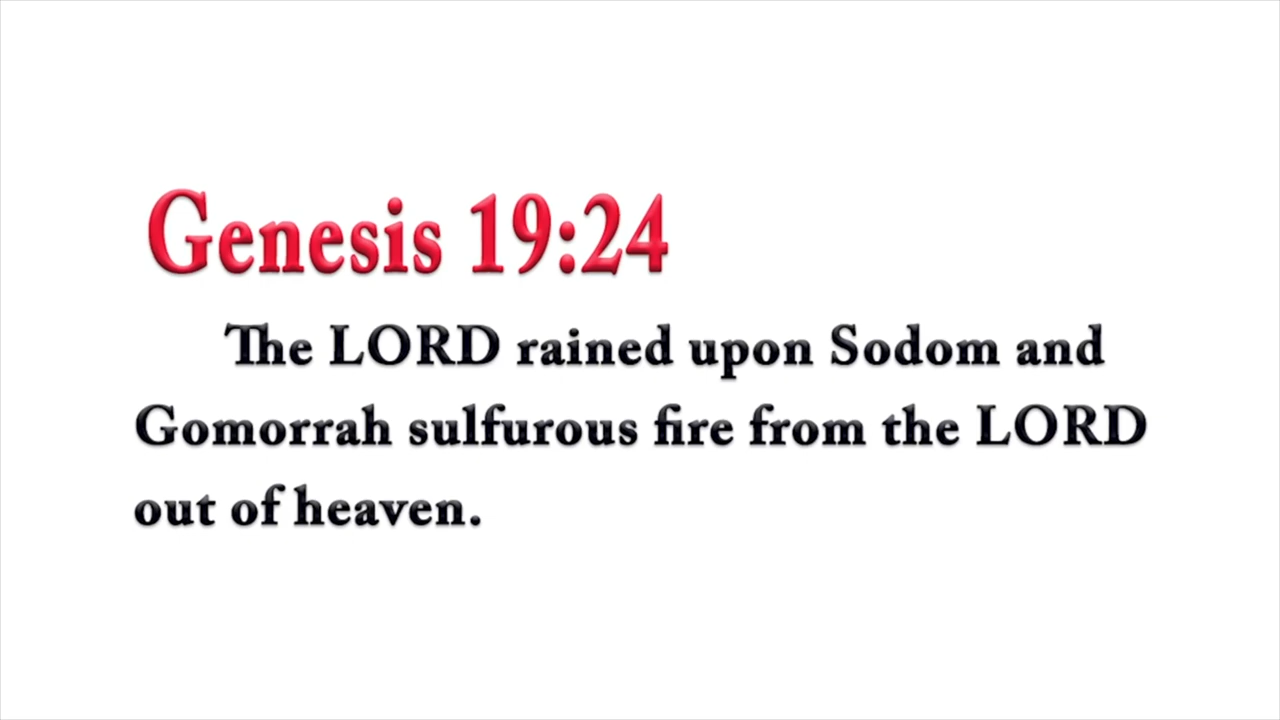 Genesis 19:24
The LORD rained upon Sodom and
Gomorrah sulfurous fire from the LORD
out of heaven.